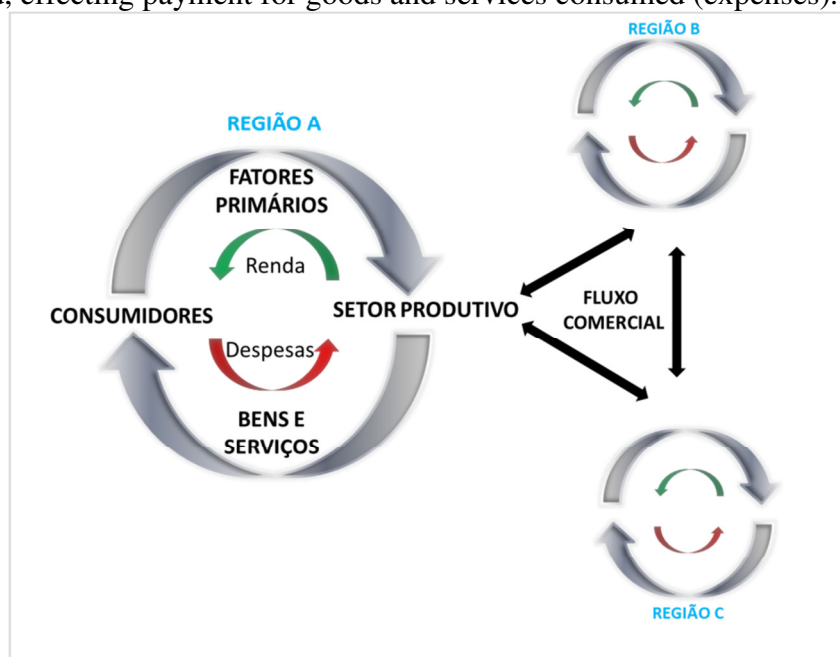 , effecting payment for goods and services consumed (expenses).
REGIÃO B
REGIÃO A
FATORES
PRIMÁRIOS
Renda
CONSUMIDORES
SETOR PRODUTIVO
FLUXO
COMERCIAL
Despesas
BENS E
SERVIÇOS
REGIÃO C